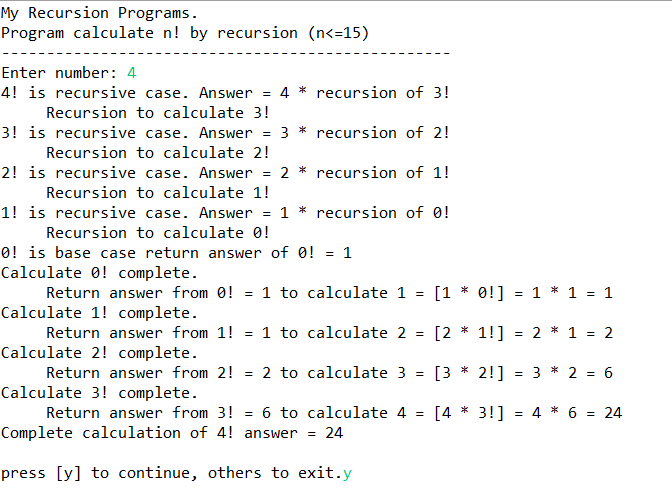 My Recursion Programs.
Program calculate n! by recursion (n<=15)
--------------------------------------------------
Enter number: 4
4! is recursive case. Answer = 4 * recursion of 3!
     Recursion to calculate 3!
3! is recursive case. Answer = 3 * recursion of 2!
     Recursion to calculate 2!
2! is recursive case. Answer = 2 * recursion of 1!
     Recursion to calculate 1!
1! is recursive case. Answer = 1 * recursion of 0!
     Recursion to calculate 0!
0! is base case return answer of 0! = 1
Calculate 0! complete.
     Return answer from 0! = 1 to calculate 1 = [1 * 0!] = 1 * 1 = 1
Calculate 1! complete.
     Return answer from 1! = 1 to calculate 2 = [2 * 1!] = 2 * 1 = 2
Calculate 2! complete.
     Return answer from 2! = 2 to calculate 3 = [3 * 2!] = 3 * 2 = 6
Calculate 3! complete.
     Return answer from 3! = 6 to calculate 4 = [4 * 3!] = 4 * 6 = 24
Complete calculation of 4! answer = 24

press [y] to continue, others to exit.y